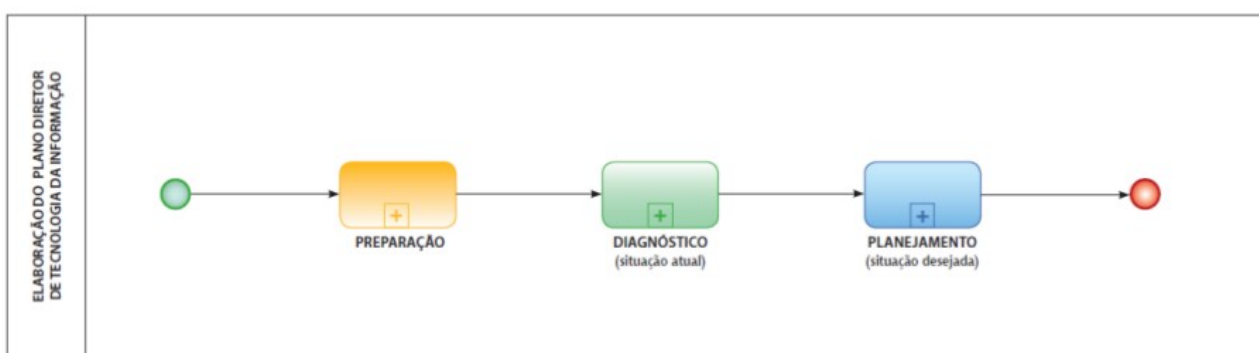 ELABORAÇÃO DO PLANO DIRETOR
DE TECNOLOGIA DA INFORMAÇÃO
PREPARAÇÃO
DIAGNÓSTICO
(situação atual)
PLANEJAMENTO
(situação desejada)